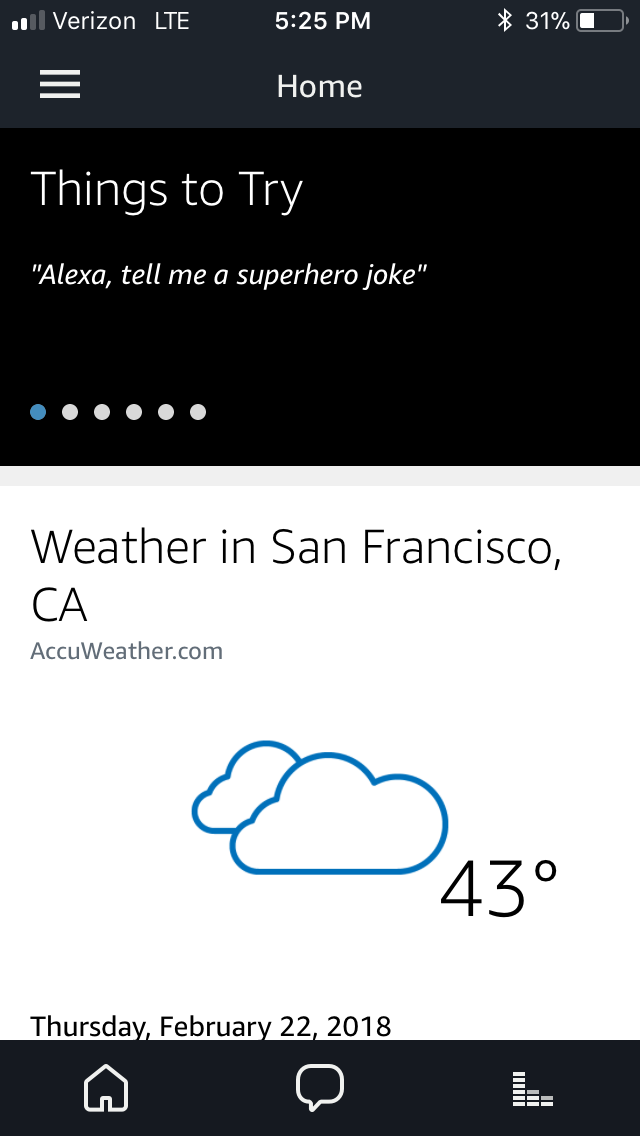 Verizon LTE 5:25 PM 31%
Home
Things to Try
"Alexa, tell me a superhero joke"
Weather in San Francisco,
CA
AccuWeather.com
43°
Thursday, February 22, 2018